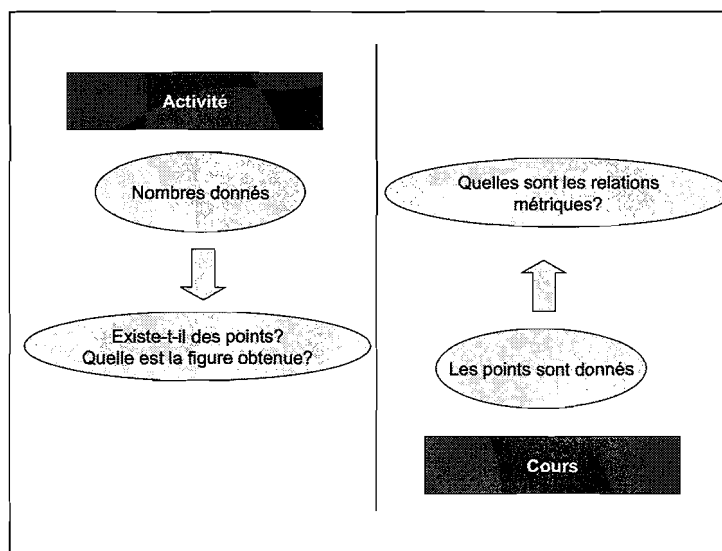 Activité
Nombres donnés
Existe-t-il des points?
Quelle est la figure obtenue?
Quelles sont les relations
métriques?
Les points sont donnés
Cours